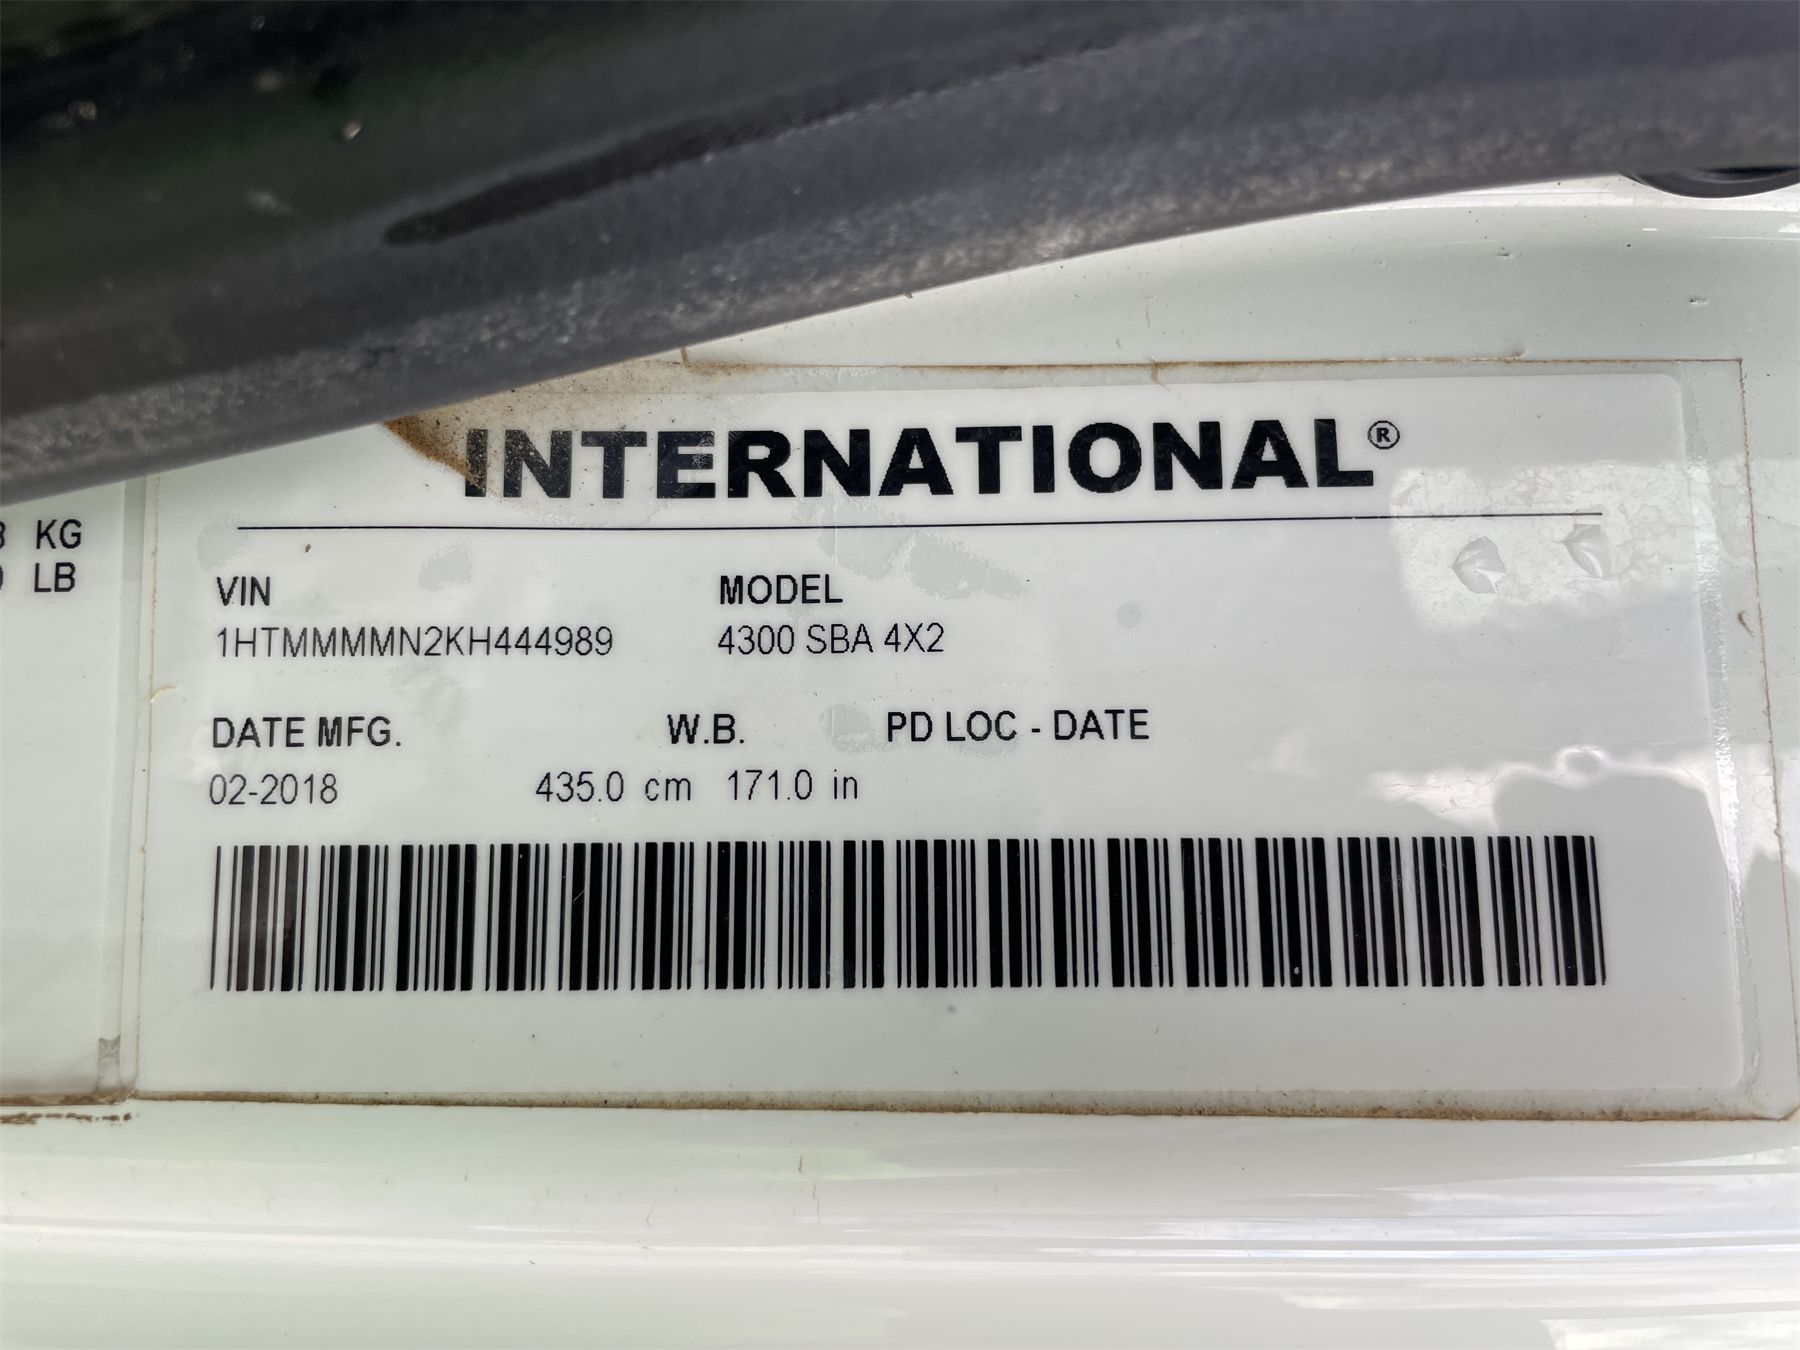 INTERNATIONAL®
KG
LB
VIN MODEL
1HTMMMMN2KH444989 4300 SBA 4X2
DATE MFG. W.B. PD LOC - DATE
02-2018 435.0 cm 171.0 in